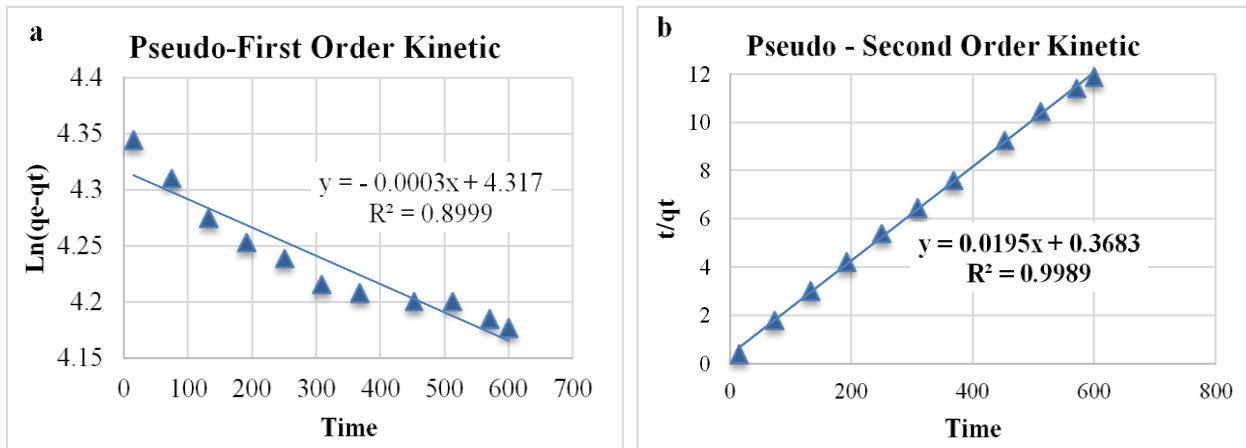 a
Pseudo-First Order Kinetic
4.4
4.35
4.3
4.25
4.2
4.15
Ln(qe-qt)
y = - 0.0003x + 4.317
R² = 0.8999
0 100 200 300 400 500 600 700
Time
b
Pseudo - Second Order Kinetic
12
10
8
6
4
2
0
t/qt
y = 0.0195x + 0.3683
R² = 0.9989
0 200 400 600 800
Time